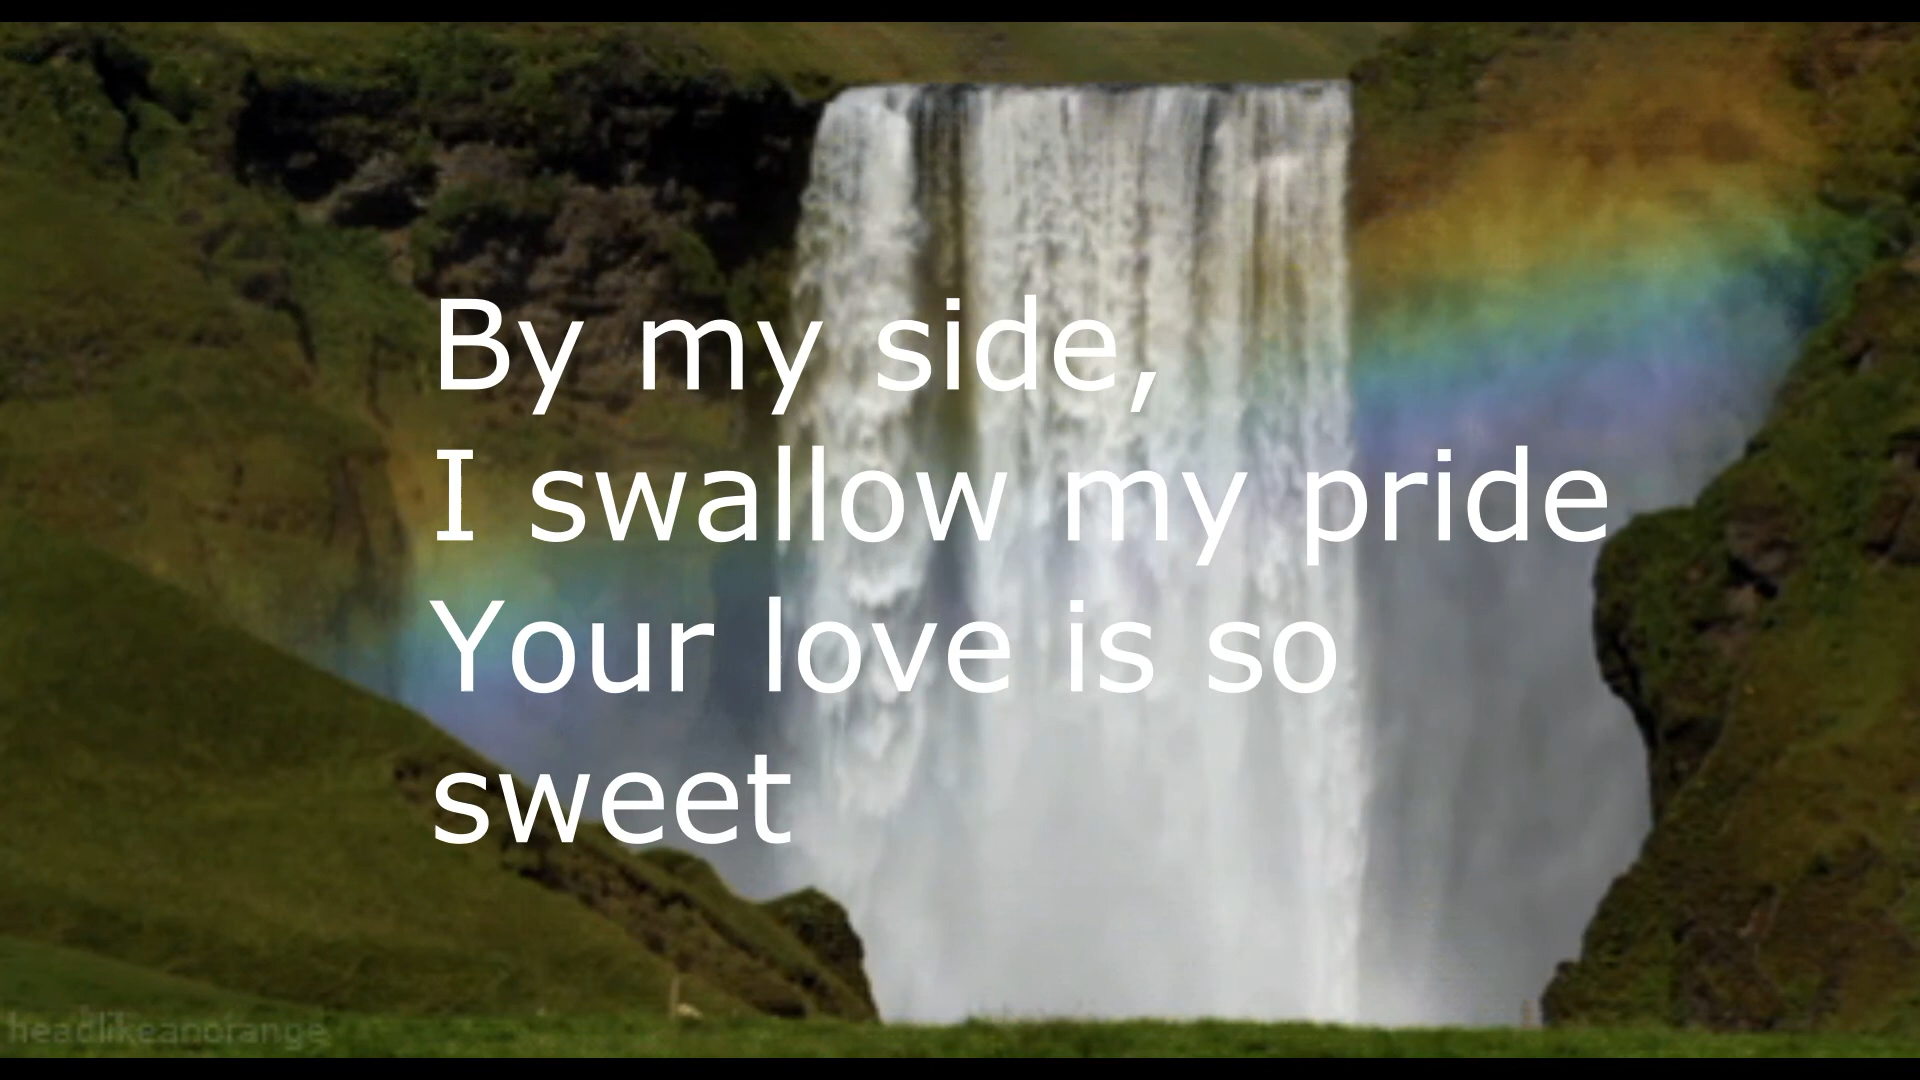 By my side,
I swallow my pride
Your love is so
sweet
headlikeanorange